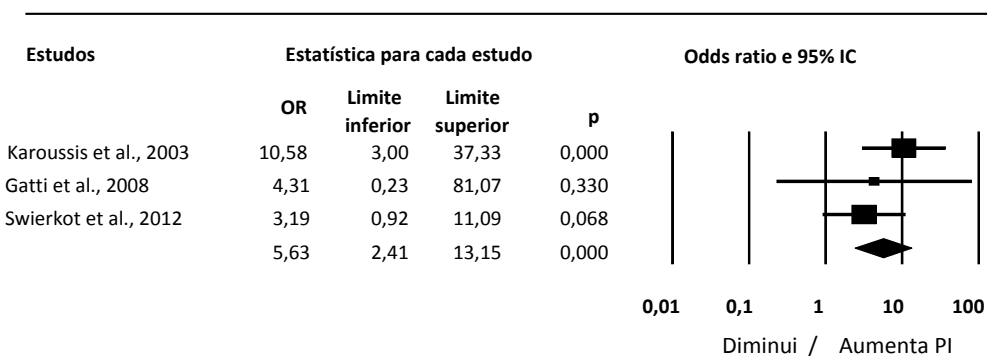 Estudos Estatística para cada estudo Odds ratio e 95% IC
OR Limite inferior Limite superior p
Karoussis et al., 2003 10,58 3,00 37,33 0,000
Gatti et al., 2008 4,31 0,23 81,07 0,330
Swierkot et al., 2012 3,19 0,92 11,09 0,068
5,63 2,41 13,15 0,000
0,01 0,1 1 10 100
Diminui / Aumenta PI